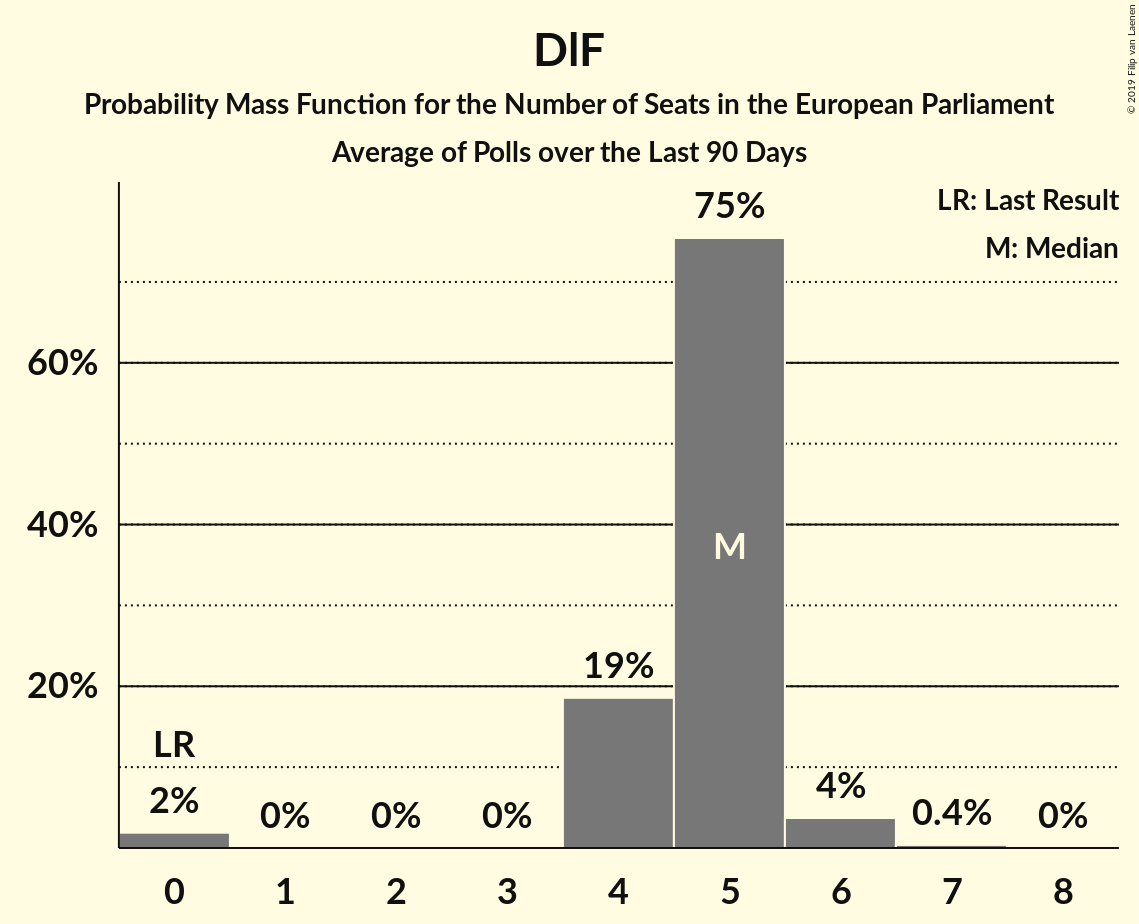 DlF
Probability Mass Function for the Number of Seats in the European Parliament
Average of Polls over the Last 90 Days
© 2019 Filip van Laenen
LR: Last Result
M: Median
75%
60%
40%
M
19%
20%
LR
2%
0%
0%
0%
4%
0.4%
0%
0 1 2 3 4 5 6 7 8